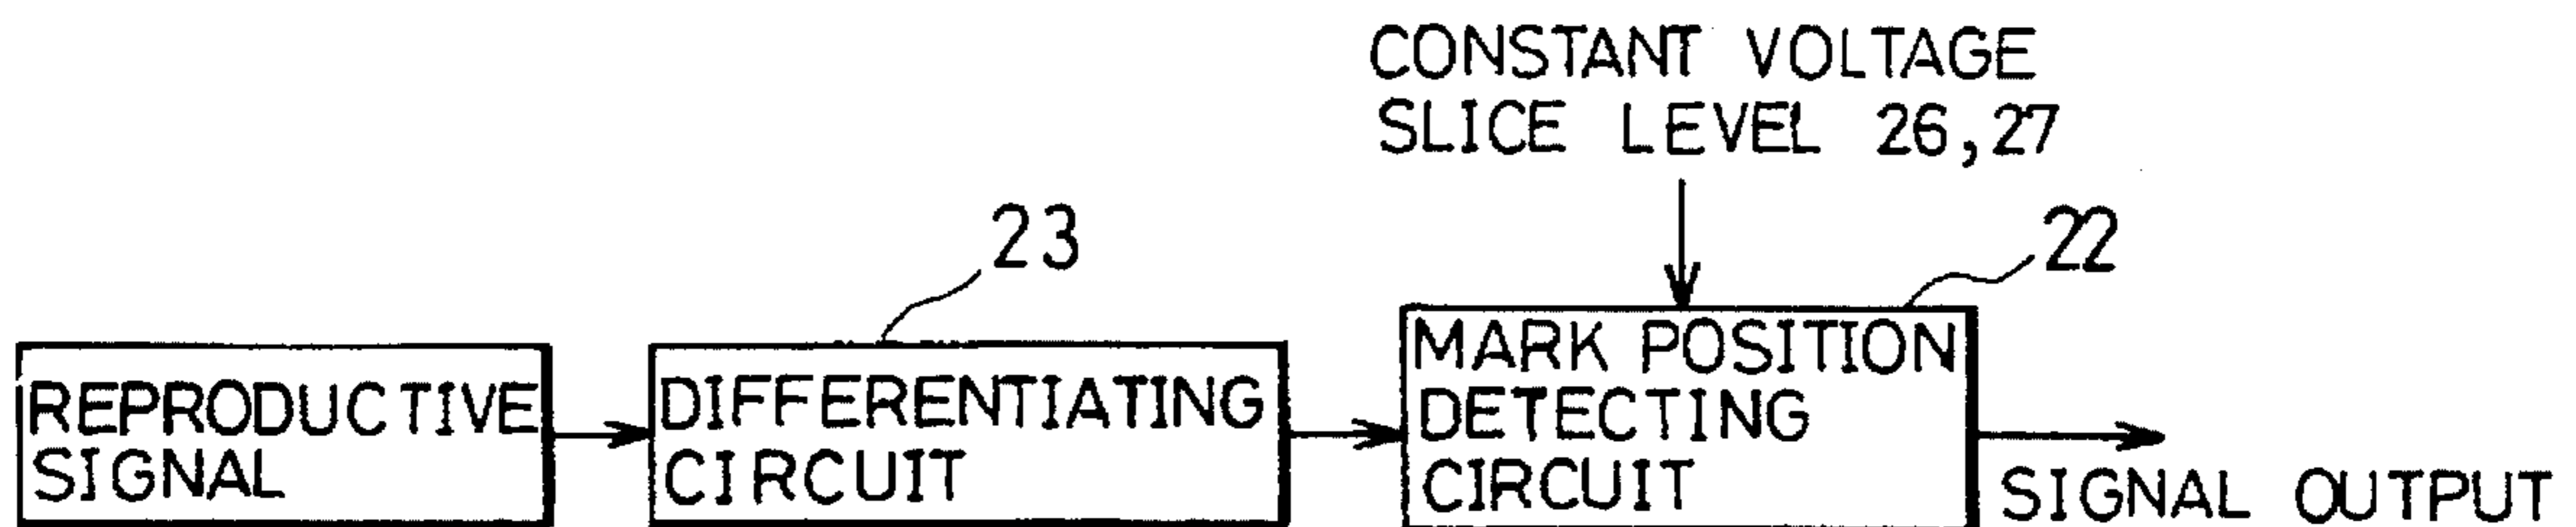 CONSTANT VOLTAGE
SLICE LEVEL 26,27
23
22
REPRODUCTIVE
SIGNAL
DIFFERENTIATING
CIRCUIT
MARK POSITION
DETECTING
CIRCUIT
SIGNAL OUTPUT